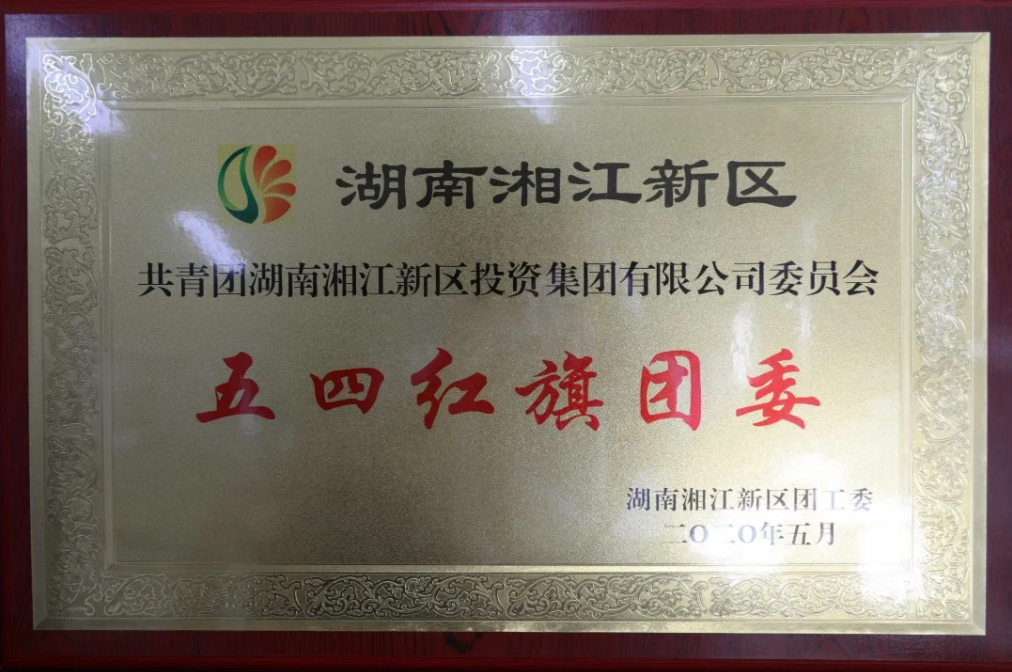 湖南湘江新区
共青团湖南湘江新区投资集团有限公司委员会
五四红旗团委
湖南湘江新区团工委
二〇二〇年五月